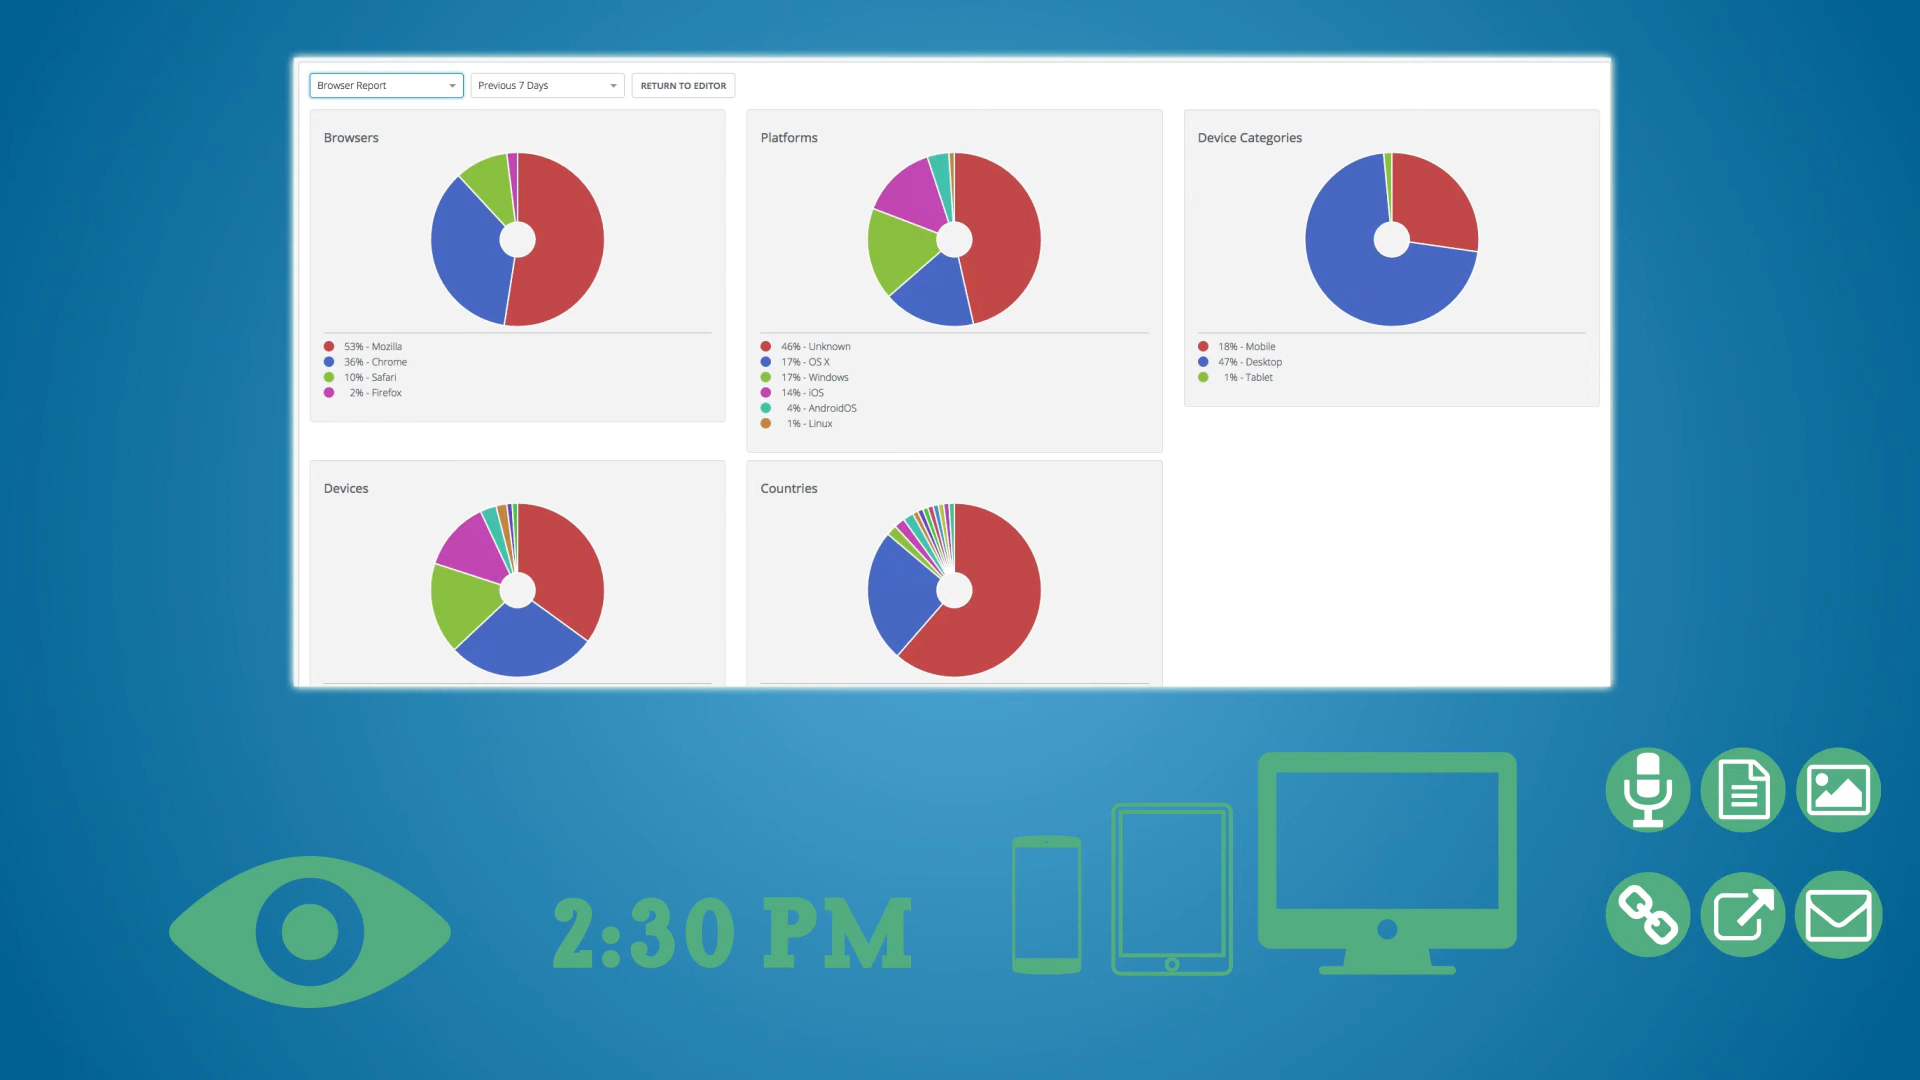 Browser Report
Previous 7 Days
RETURN TO EDITOR
Browsers
53% - Mozilla
36% - Chrome
10% - Safari
2% - Firefox
Platforms
46% - Unknown
17% - OS X
17% - Windows
14% - iOS
4% - AndroidOS
1% - Linux
Device Categories
18% - Mobile
47% - Desktop
1% - Tablet
Devices
Countries
2:30 PM